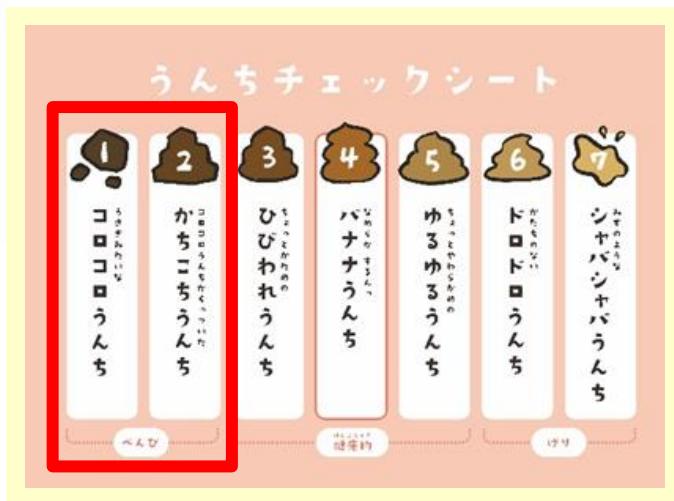 うんちチェックシート
1
うさぎみたいな
コロコロうんち
2
コロコロうんちがくっついた
かちこちうんち
3
ちょっとかための
ひびわれうんち
4
なめらか するんっ
バナナうんち
5
ちょっとやわらかめの
ゆるゆるうんち
6
かたちのない
ドロドロうんち
7
みずのような
シャバシャバうんち
べんぴ
けんこうてき
健康的
げり